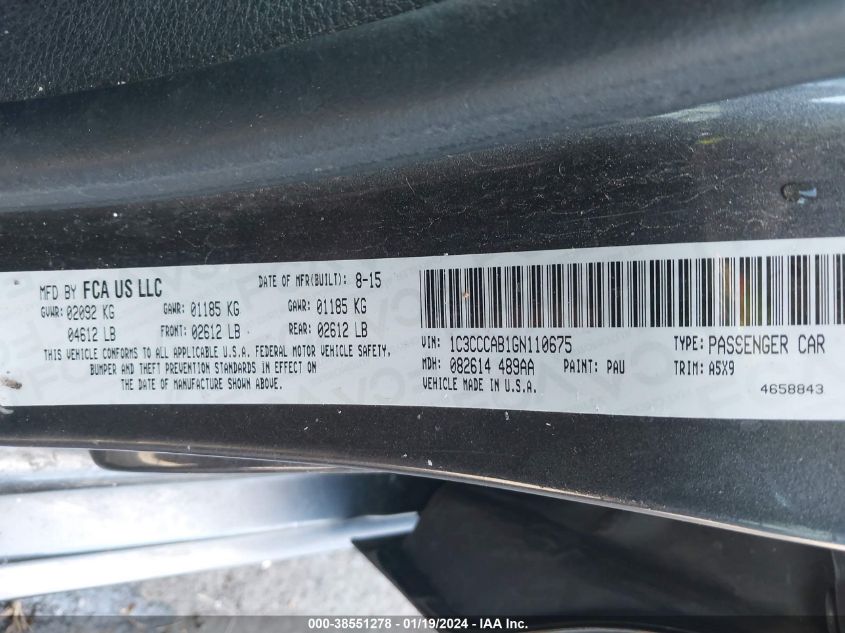 MFD BY FCA US LLC DATE OF MFR(BUILT): 8-15
GVWR: 02092 KG GAWR: 01185 KG GAWR: 01185 KG
04612 LB FRONT: 02612 LB REAR: 02612 LB
THIS VEHICLE CONFORMS TO ALL APPLICABLE U.S.A. FEDERAL MOTOR VEHICLE SAFETY,
BUMPER AND THEFT PREVENTION STANDARDS IN EFFECT ON
THE DATE OF MANUFACTURE SHOWN ABOVE.
VIN: 1C3CCCAB1GN110675 TYPE: PASSENGER CAR
MDH: 082614 489AA PAINT: PAU TRIM: A5X9
VEHICLE MADE IN U.S.A. 4658843
000-38551278 - 01/19/2024 - IAA Inc.